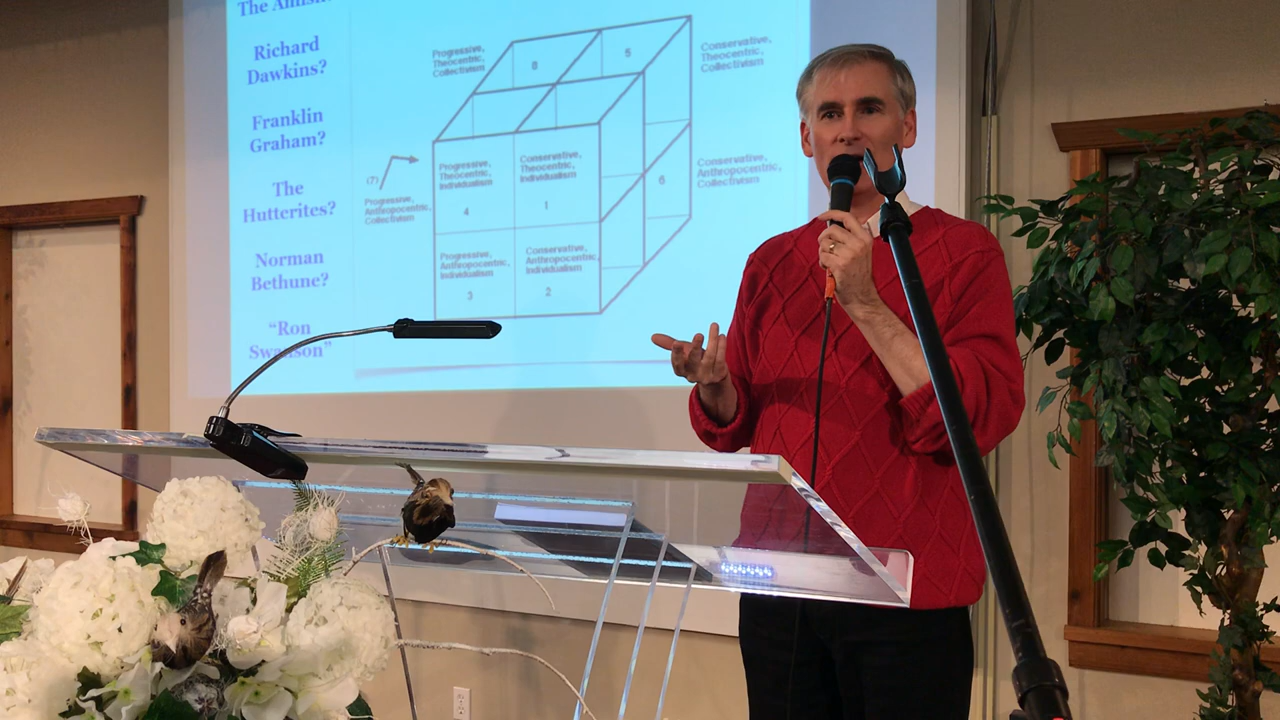 The Amish?
Richard
Dawkins?
Franklin
Graham?
The
Hutterites?
Norman
Bethune?
“Ron
Swanson”
Progressive,
Theocentric,
Collectivism
8
5
Conservative,
Theocentric,
Collectivism
Progressive,
Theocentric,
Individualism
4
Conservative,
Theocentric,
Individualism
1
(7)
Progressive,
Anthropocentric,
Collectivism
6
Conservative,
Anthropocentric,
Collectivism
Progressive,
Anthropocentric,
Individualism
3
Conservative,
Anthropocentric,
Individualism
2